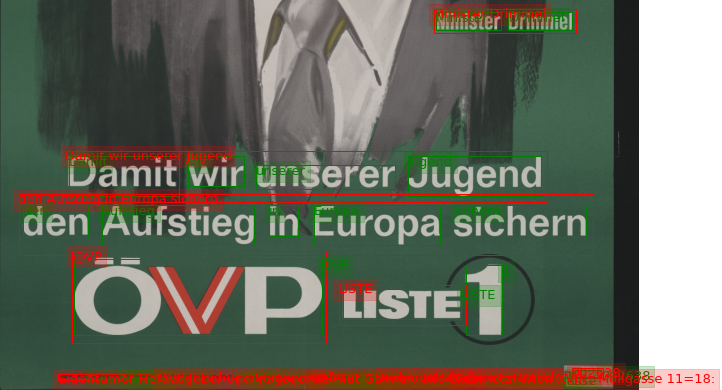 Minister Drimmel
Damit wir unserer Jugend
den Aufstieg in Europa sichern
ÖVP LISTE 1